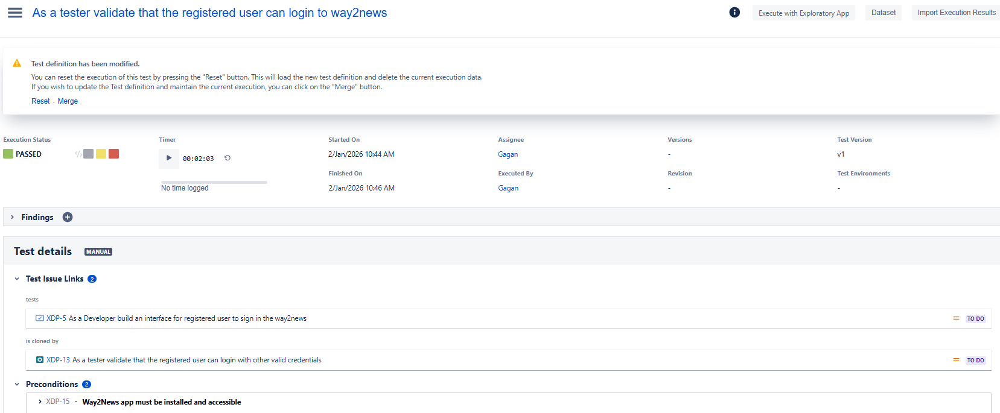 As a tester validate that the registered user can login to way2news
Execute with Exploratory App
Dataset
Import Execution Results
Test definition has been modified.
You can reset the execution of this test by pressing the "Reset" button. This will load the new test definition and delete the current execution data.
If you wish to update the Test definition and maintain the current execution, you can click on the "Merge" button.
Reset . Merge
Execution Status
PASSED
Timer
00:02:03
No time logged
Started On
2/Jan/2026 10:44 AM
Finished On
2/Jan/2026 10:46 AM
Assignee
Gagan
Executed By
Gagan
Versions
-
Revision
-
Test Version
v1
Test Environments
-
Findings
Test details MANUAL
Test Issue Links 2
tests
XDP-5 As a Developer build an interface for registered user to sign in the way2news TO DO
is cloned by
XDP-13 As a tester validate that the registered user can login with other valid credentials TO DO
Preconditions 2
XDP-15 - Way2News app must be installed and accessible